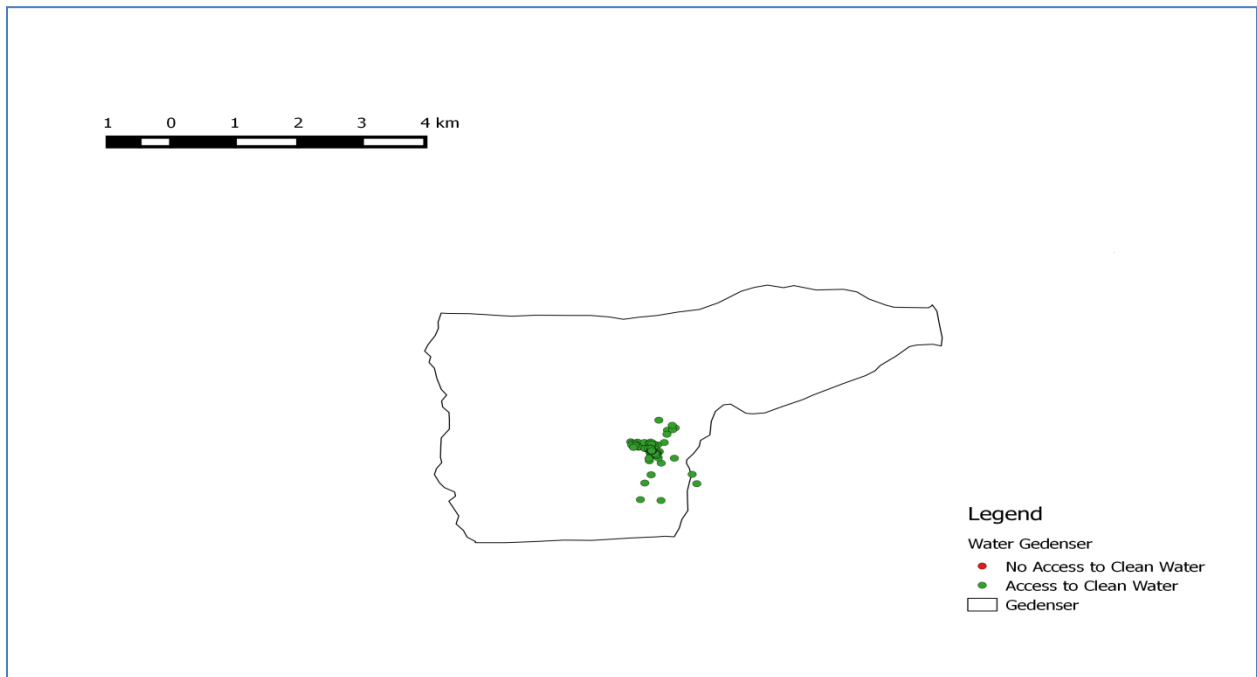 1 0 1 2 3 4 km
Legend
Water Gedenser
No Access to Clean Water
Access to Clean Water
Gedenser